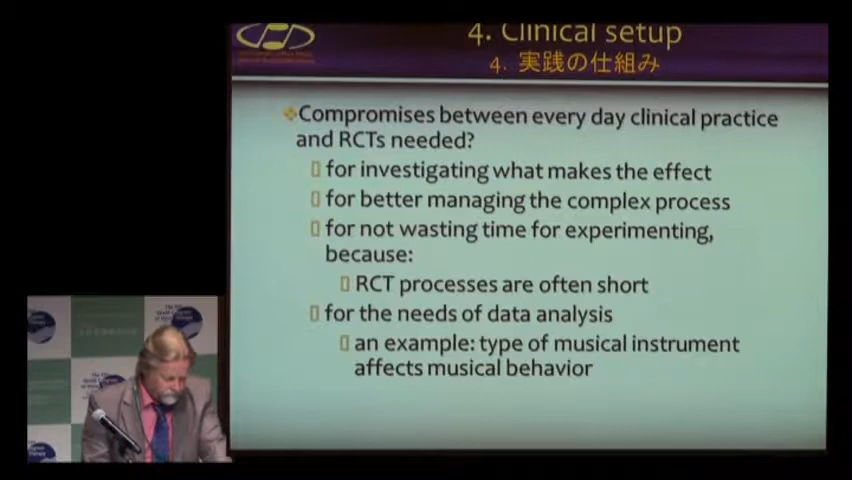 4. Clinical setup
4. 実践の仕組み
Compromises between every day clinical practice
and RCTs needed?
for investigating what makes the effect
for better managing the complex process
for not wasting time for experimenting,
because:
RCT processes are often short
for the needs of data analysis
an example: type of musical instrument
affects musical behavior